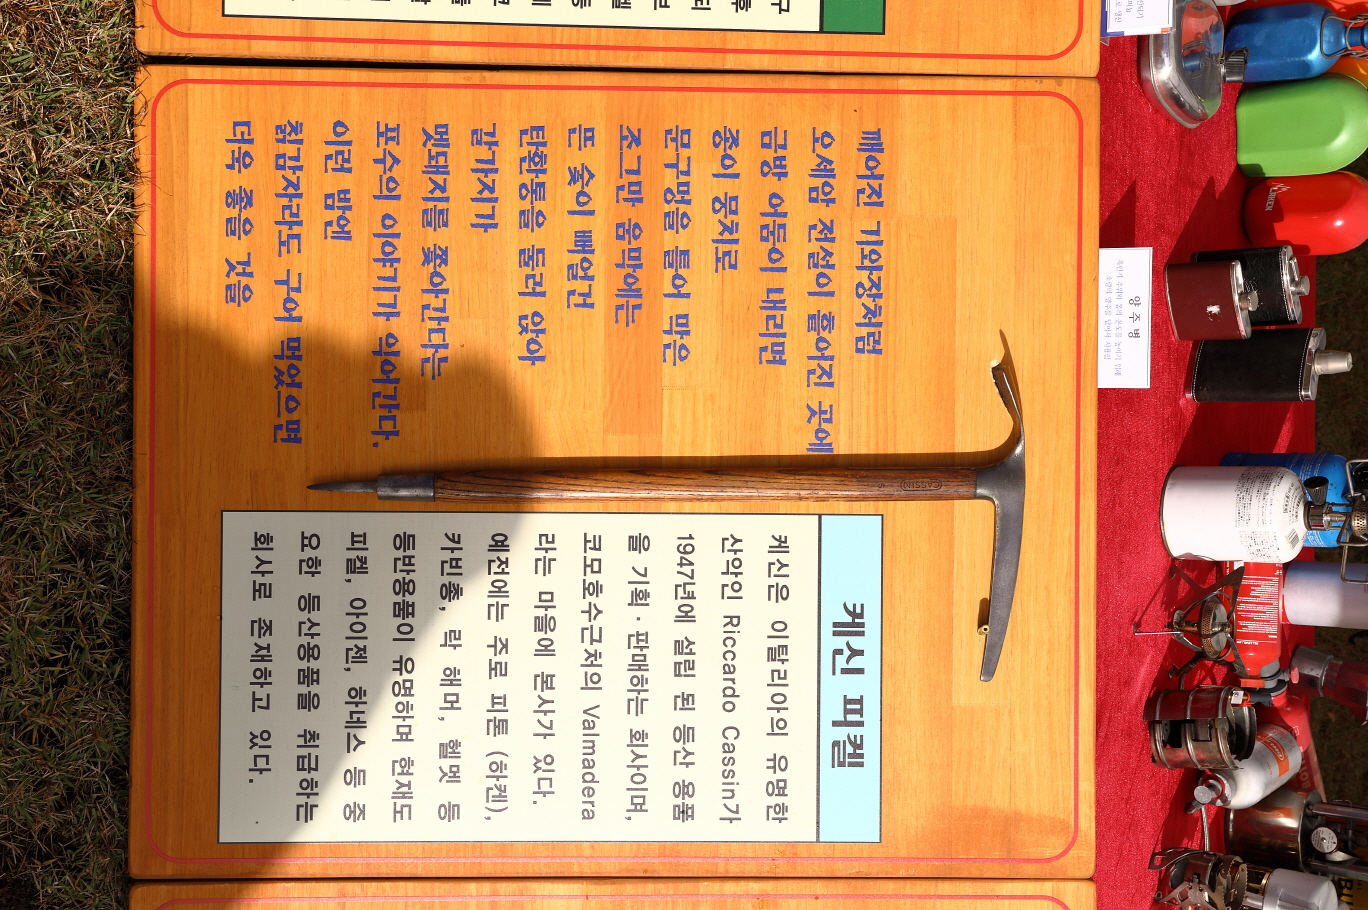 깨어진 기와장처럼
오세암 전설이 흩어진 곳에
금방 어둠이 내리면
종이 뭉치로
문구멍을 틀어 막은
조그만 움막에는
뜬 숯이 빠알간
탄환통을 둘러 앉아
갈가지가
멧돼지를 쫓아간다는
포수의 이야기가 익어간다.
이런 밤엔
칡감자라도 구어 먹었으면
더욱 좋을 것을
CASSIN
케신 피켈
케신은 이탈리아의 유명한
산악인 Riccardo Cassin가
1947년에 설린 된 등산 용품
을 기획·판매하는 회사이며,
코모호수근처의 Valmadera
라는 마을에 본사가 있다.
예전에는 주로 피톤 (하켄),
카빈총, 락 해머, 헬멧 등
등반용품이 유명하며 현재도
피켈, 아이젠, 하네스 등 중
요한 등산용품을 취급하는
회사로 존재하고 있다.
양 주 병